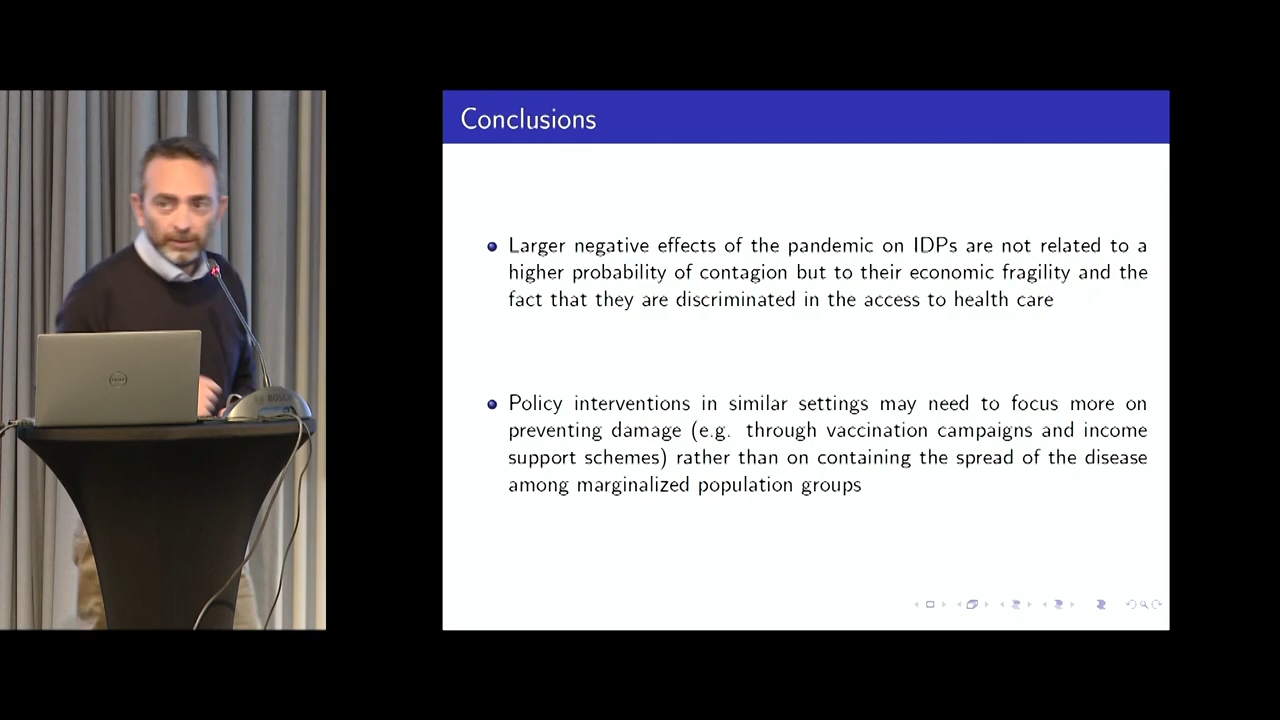 Conclusions
Larger negative effects of the pandemic on IDPs are not related to a
higher probability of contagion but to their economic fragility and the
fact that they are discriminated in the access to health care
Policy interventions in similar settings may need to focus more on
preventing damage (e.g. through vaccination campaigns and income
support schemes) rather than on containing the spread of the disease
among marginalized population groups
DELL
BOSCH